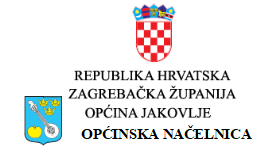 REPUBLIKA HRVATSKA
ZAGREBAČKA ŽUPANIJA
OPĆINA JAKOVLJE
OPĆINSKA NAČELNICA